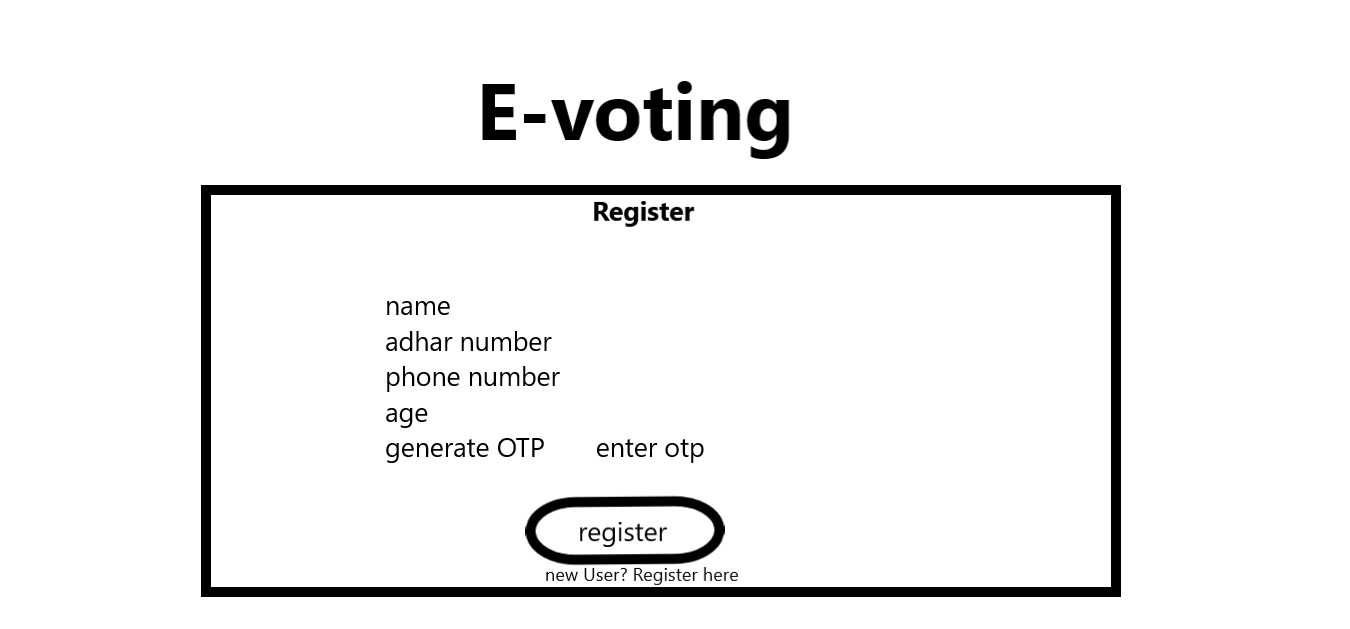 E-voting
Register
name
adhar number
phone number
age
generate OTP enter otp
register
new User? Register here